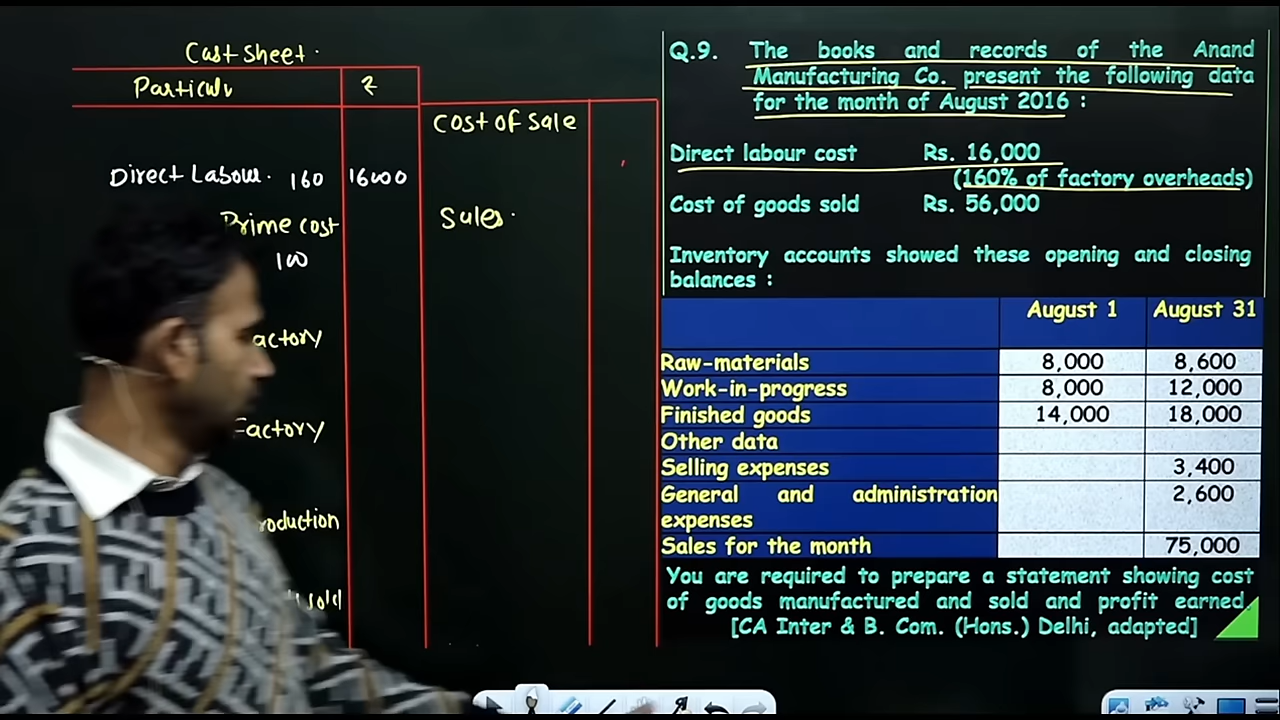 Cost Sheet.
Particulr ₹
Direct Labour. 160 16000
Prime cost
100
actory
Factory
roduction
sold
Cost of Sale
Sales.
Q.9. The books and records of the Anand
Manufacturing Co. present the following data
for the month of August 2016 :
Direct labour cost Rs. 16,000
(160% of factory overheads)
Cost of goods sold Rs. 56,000
Inventory accounts showed these opening and closing
balances :
August 1 August 31
Raw-materials 8,000 8,600
Work-in-progress 8,000 12,000
Finished goods 14,000 18,000
Other data
Selling expenses 3,400
General and administration 2,600
expenses
Sales for the month 75,000
You are required to prepare a statement showing cost
of goods manufactured and sold and profit earned.
[CA Inter & B. Com. (Hons.) Delhi, adapted]